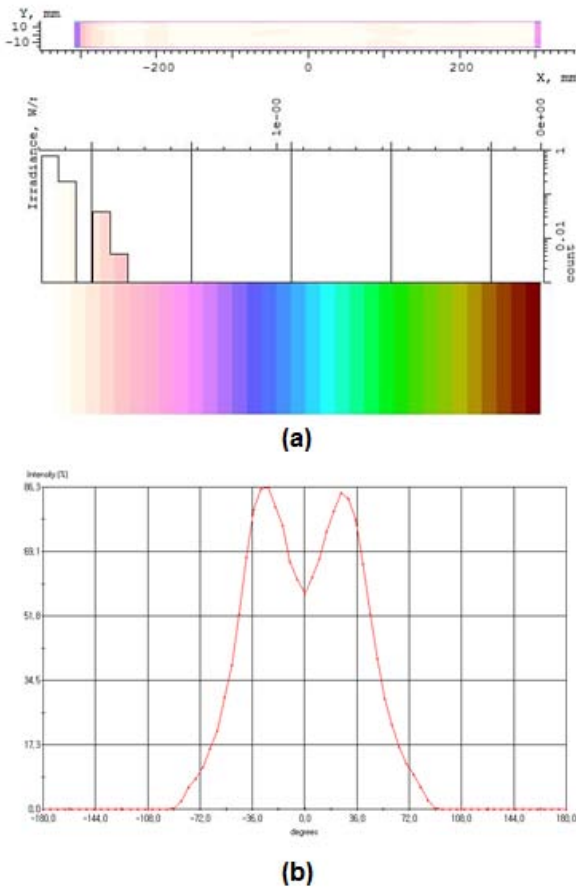 Y, mm
10
-10
-200 0 200
X, mm
Irradiance, W/
1e-00
0e+00
1
0.01
count
(a)
Intensity (%)
86,3
69,1
51,8
34,5
17,3
0,0
-180,0 -144,0 -108,0 -72,0 -36,0 0,0 36,0 72,0 108,0 144,0 180,0
degrees
(b)